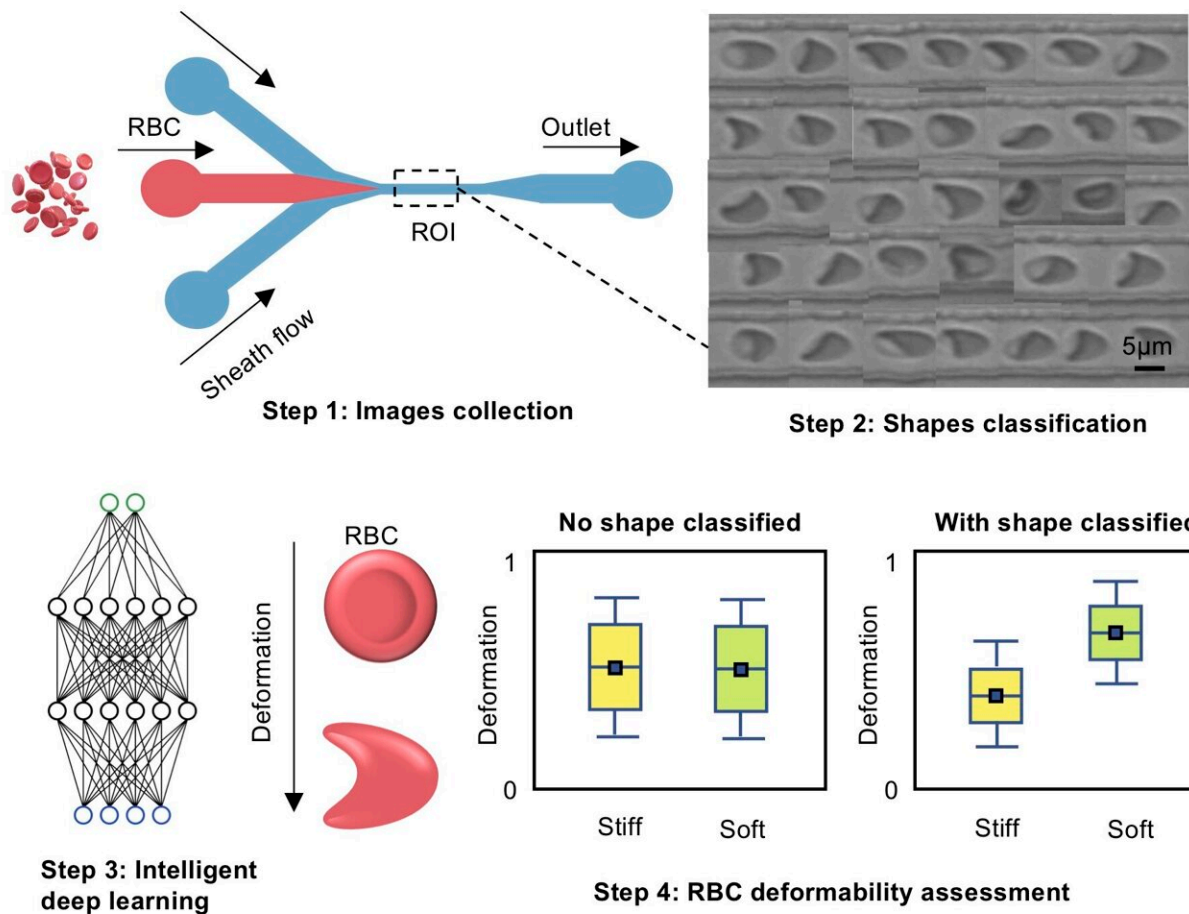 RBC
Outlet
ROI
Sheath flow
5μm
Step 1: Images collection
Step 2: Shapes classification
RBC
Deformation
Step 3: Intelligent
deep learning
No shape classified
1
Deformation
0
Stiff
Soft
With shape classified
1
Deformation
0
Stiff
Soft
Step 4: RBC deformability assessment